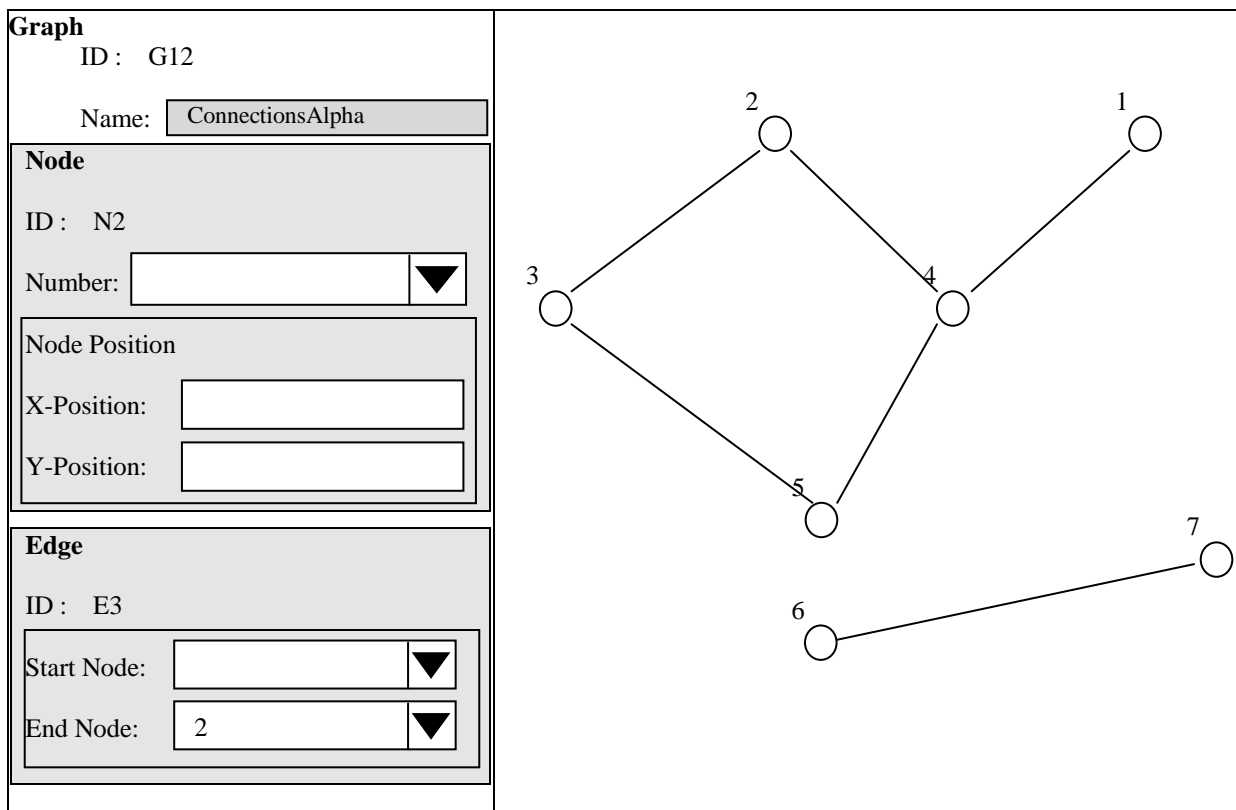 Graph
ID : G12
Name: ConnectionsAlpha
Node
ID : N2
Number:
Node Position
X-Position:
Y-Position:
Edge
ID : E3
Start Node:
End Node: 2
2
1
3
4
5
7
6